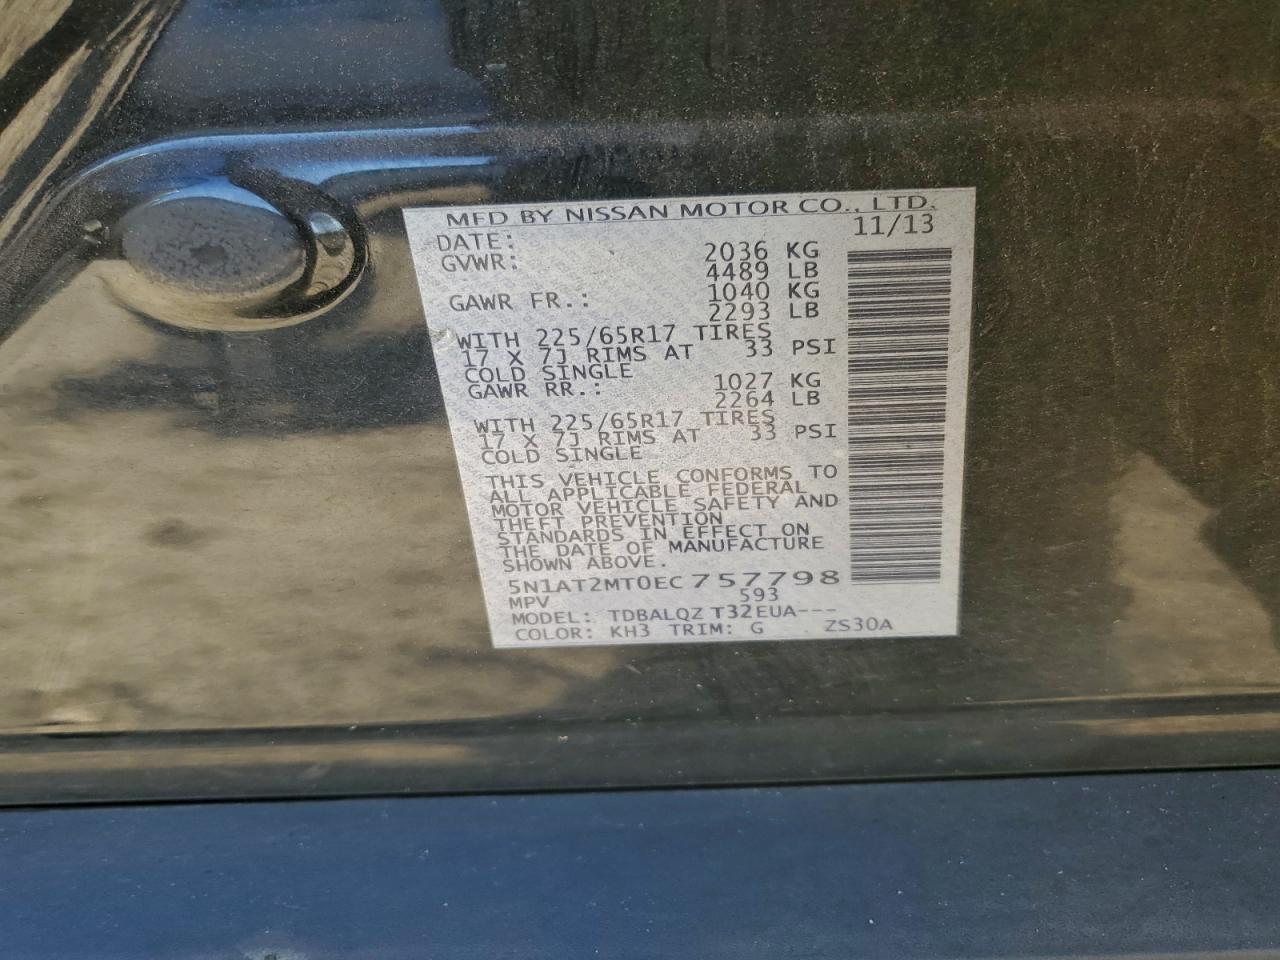 MFD BY NISSAN MOTOR CO., LTD.
DATE: 11/13
GVWR: 2036 KG
4489 LB
GAWR FR.: 1040 KG
2293 LB
WITH 225/65R17 TIRES
17 X 7J RIMS AT 33 PSI
COLD SINGLE
GAWR RR.: 1027 KG
2264 LB
WITH 225/65R17 TIRES
17 X 7J RIMS AT 33 PSI
COLD SINGLE
THIS VEHICLE CONFORMS TO
ALL APPLICABLE FEDERAL
MOTOR VEHICLE SAFETY AND
THEFT PREVENTION
STANDARDS IN EFFECT ON
THE DATE OF MANUFACTURE
SHOWN ABOVE.
5N1AT2MT0EC757798
MPV 593
MODEL: TDBALQZ T32EUA---
COLOR: KH3 TRIM: G ZS30A